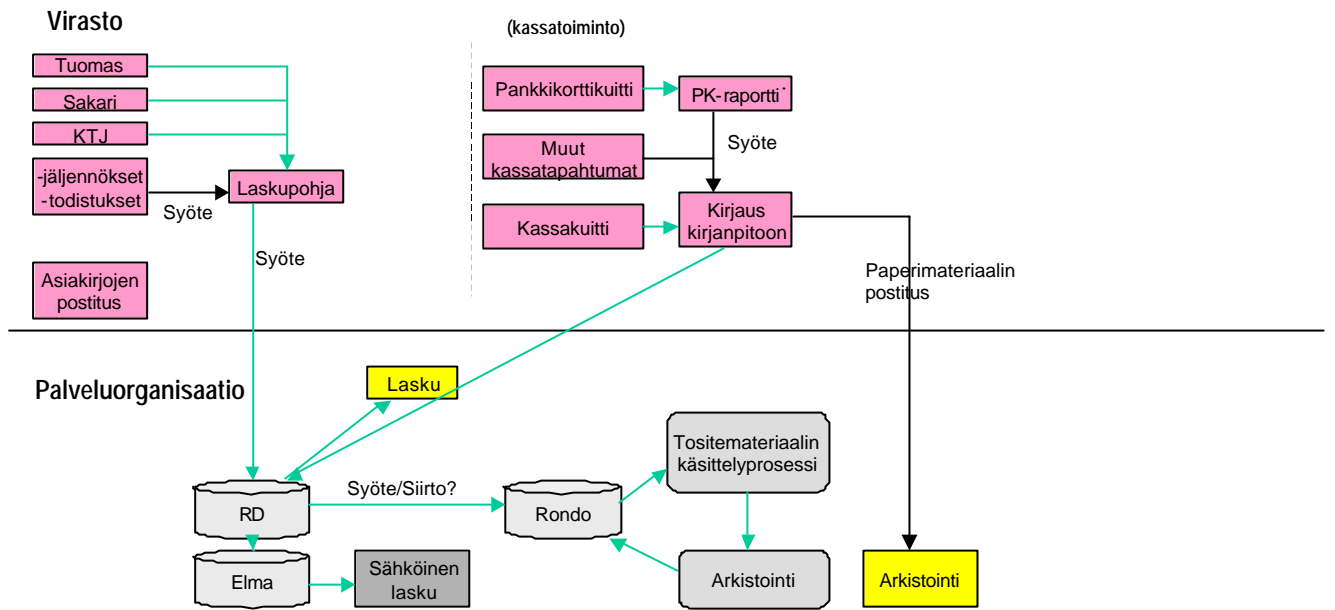 Virasto
(kassatoiminto)
Tuomas
Sakari
KTJ
-jäljennökset
-todistukset
Syöte
Laskupohja
Syöte
Asiakirjojen
postitus
Pankkikorttikuitti
PK-raportti*
Syöte
Muut
kassatapahtumat
Kassakuitti
Kirjaus
kirjanpitoon
Paperimateriaalin
postitus
Palveluorganisaatio
Lasku
Tositemateriaalin
käsittelyprosessi
Syöte/Siirto?
RD
Rondo
Elma
Sähköinen
lasku
Arkistointi
Arkistointi